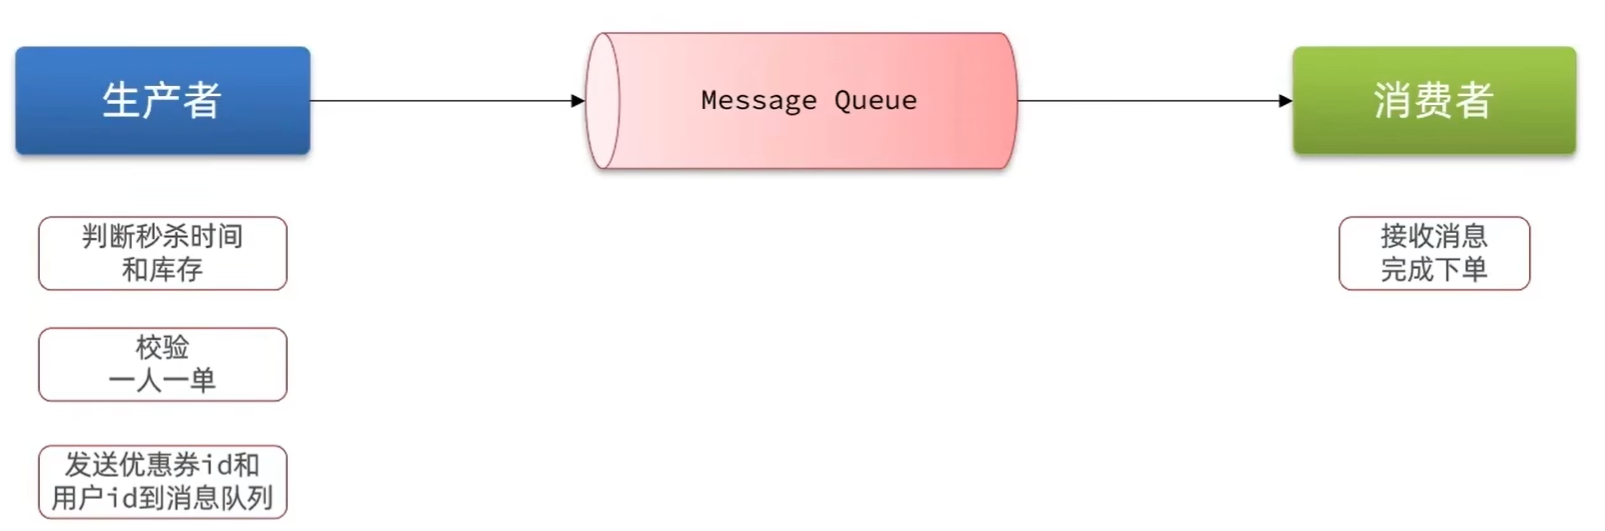 生产者
Message Queue
消费者
判断秒杀时间
和库存
接收消息
完成下单
校验
一人一单
发送优惠券id和
用户id到消息队列